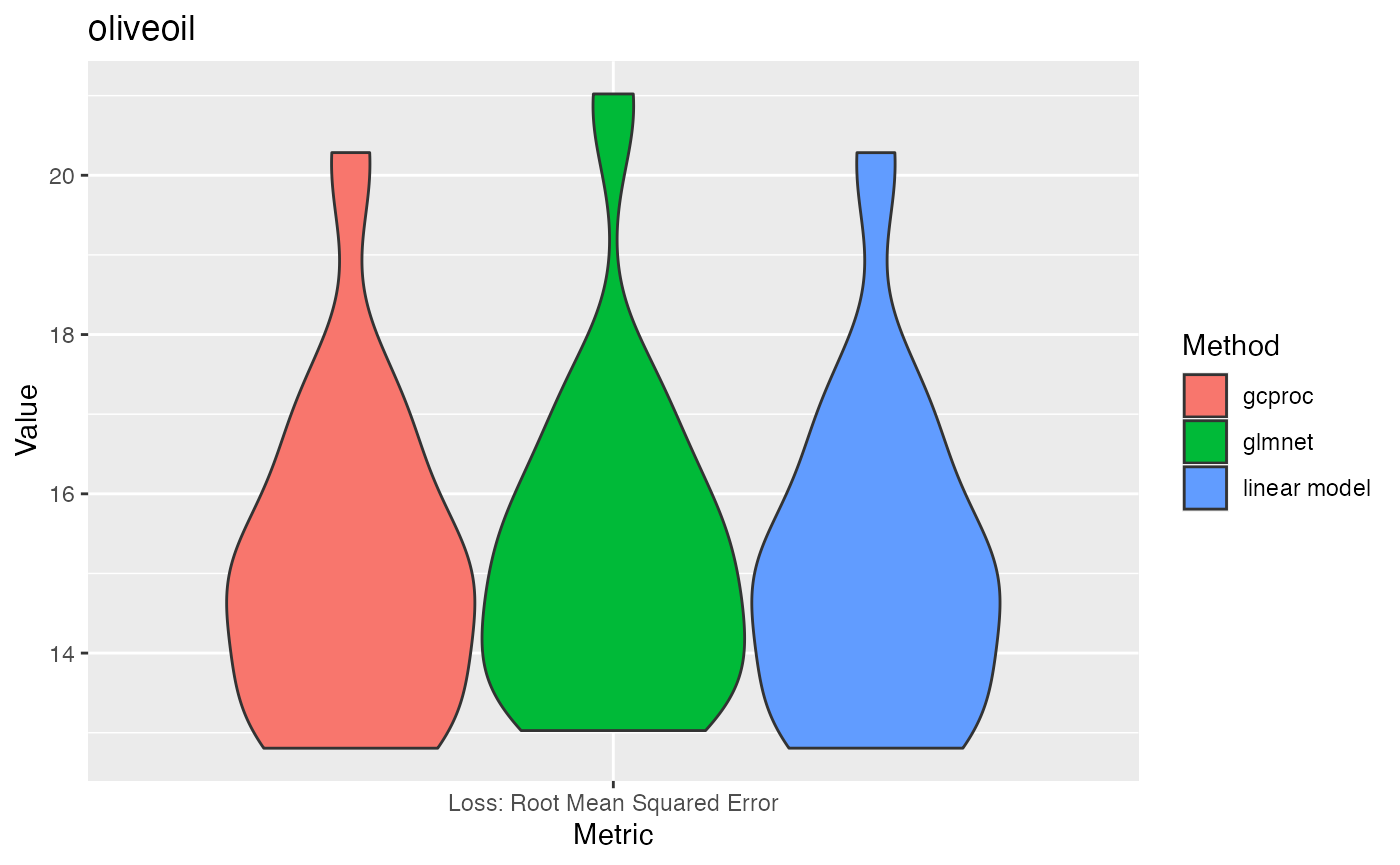 oliveoil
20
18
16
14
Value
Loss: Root Mean Squared Error
Metric
Method
gcproc
glmnet
linear model